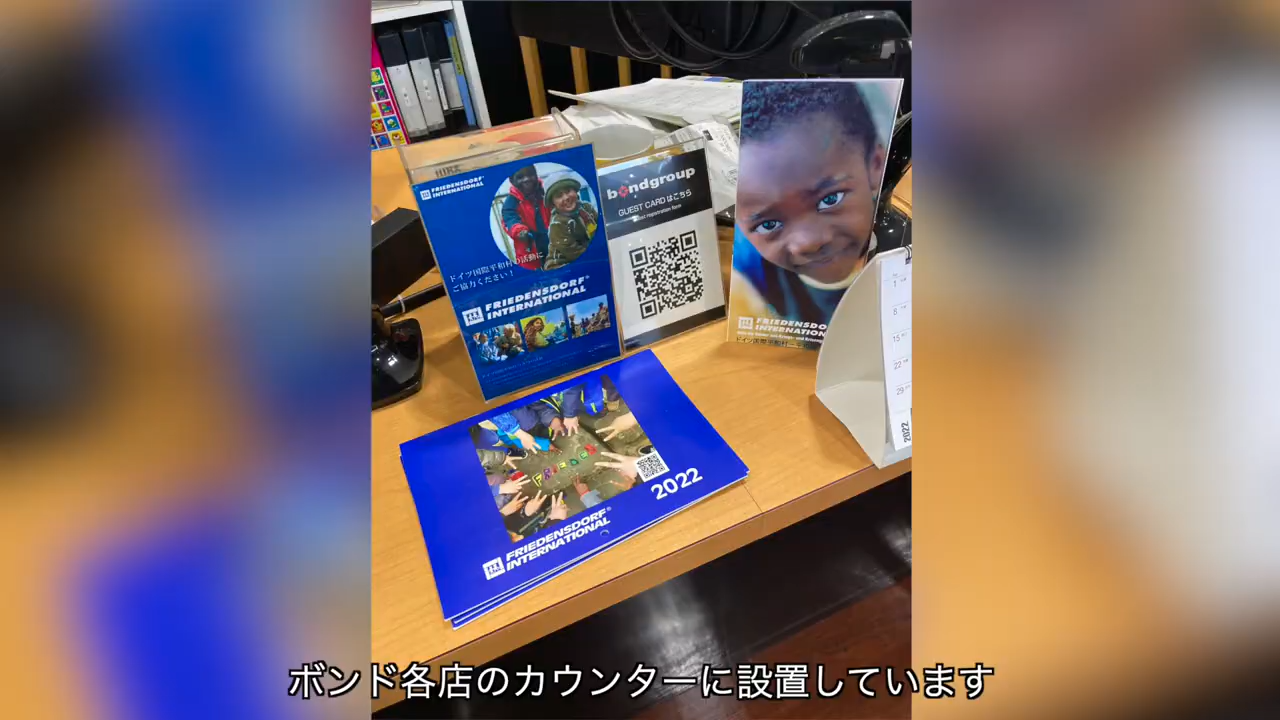 FRIEDENSDORF
INTERNATIONAL
ドイツ国際平和村の活動に
ご協力ください！
FRIEDENSDORF®
INTERNATIONAL
bondgroup
GUEST CARD はこちら
FRIEDENSDO
INTERNATION
1
8
15
22
29
2022
FRIEDEN
2022
FRIEDENSDORF®
INTERNATIONAL
ボンド各店のカウンターに設置しています